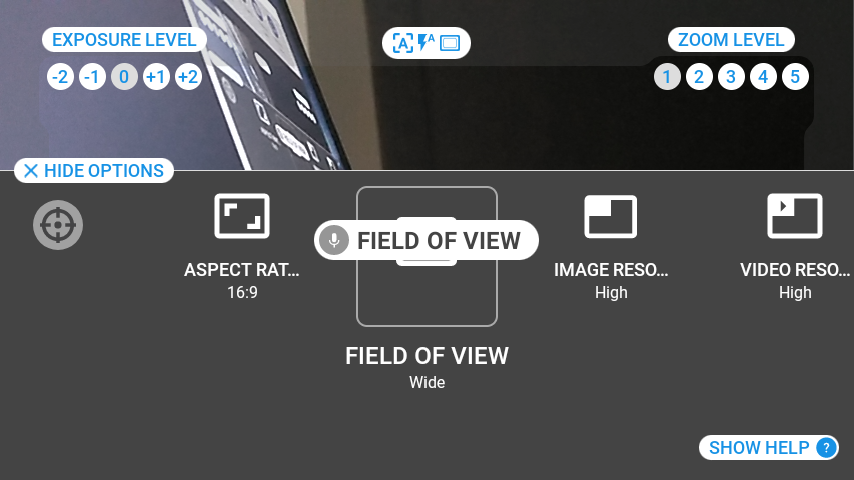 EXPOSURE LEVEL
A
A
ZOOM LEVEL
-2 -1 0 +1 +2
1 2 3 4 5
HIDE OPTIONS
FIELD OF VIEW
ASPECT RAT...
16:9
IMAGE RESO...
High
VIDEO RESO...
High
FIELD OF VIEW
Wide
SHOW HELP ?